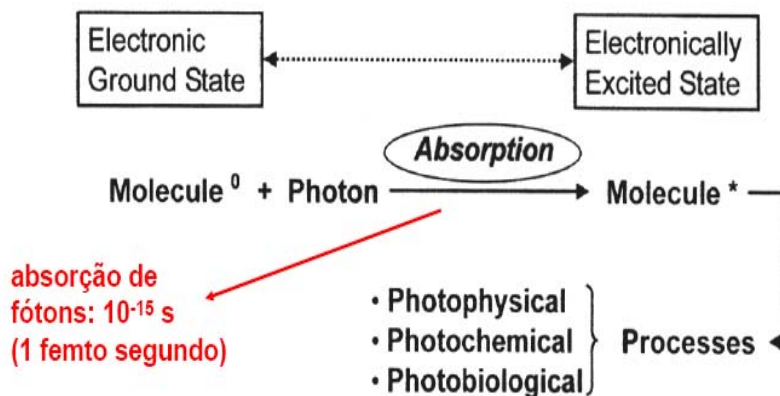 Electronic
Ground State
Electronically
Excited State
Absorption
Molecule ⁰ + Photon
Molecule *
absorção de
fótons: 10⁻¹⁵ s
(1 femto segundo)
• Photophysical
• Photochemical
• Photobiological
Processes